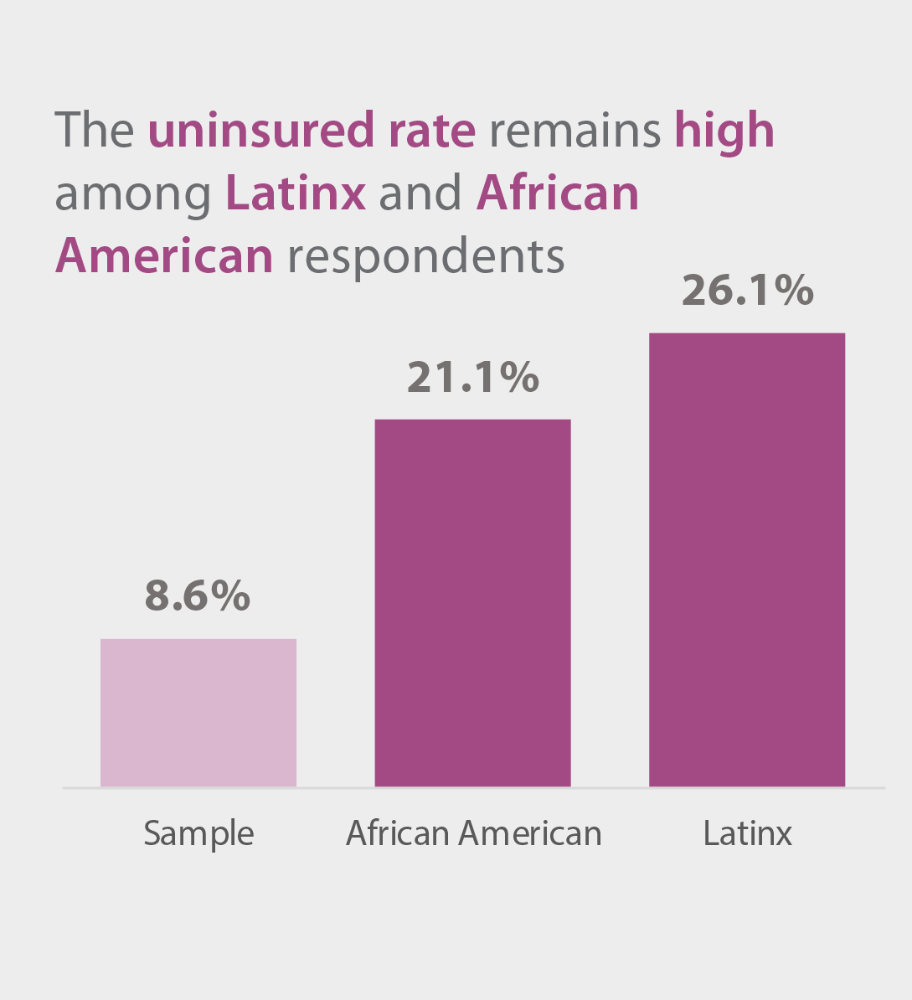 The uninsured rate remains high
among Latinx and African
American respondents
26.1%
21.1%
8.6%
Sample
African American
Latinx